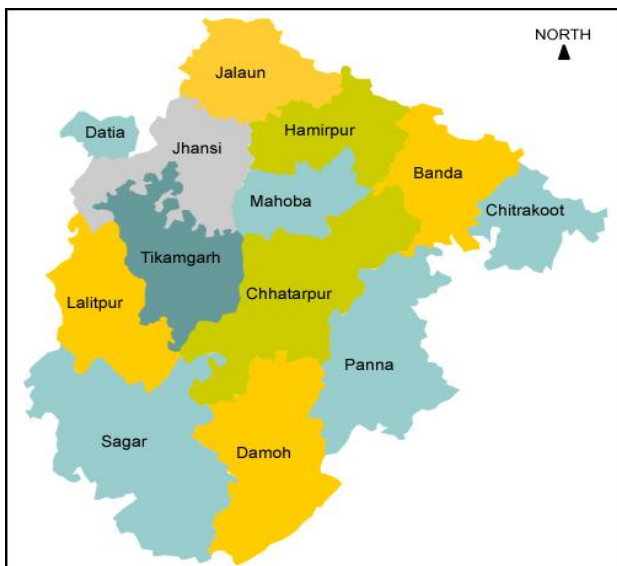 NORTH
Jalaun
Datia
Hamirpur
Jhansi
Banda
Mahoba
Chitrakoot
Tikamgarh
Lalitpur
Chhatarpur
Panna
Sagar
Damoh